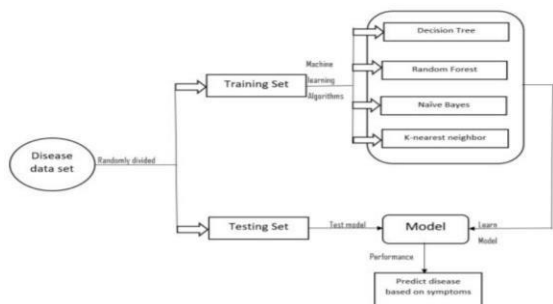 Decision Tree
Machine
learning
Algorithms
Random Forest
Training Set
Naïve Bayes
K-nearest neighbor
Disease
data set
Randomly divided
Testing Set
Test model
Model
Learn
Model
Performance
Predict disease
based on symptoms